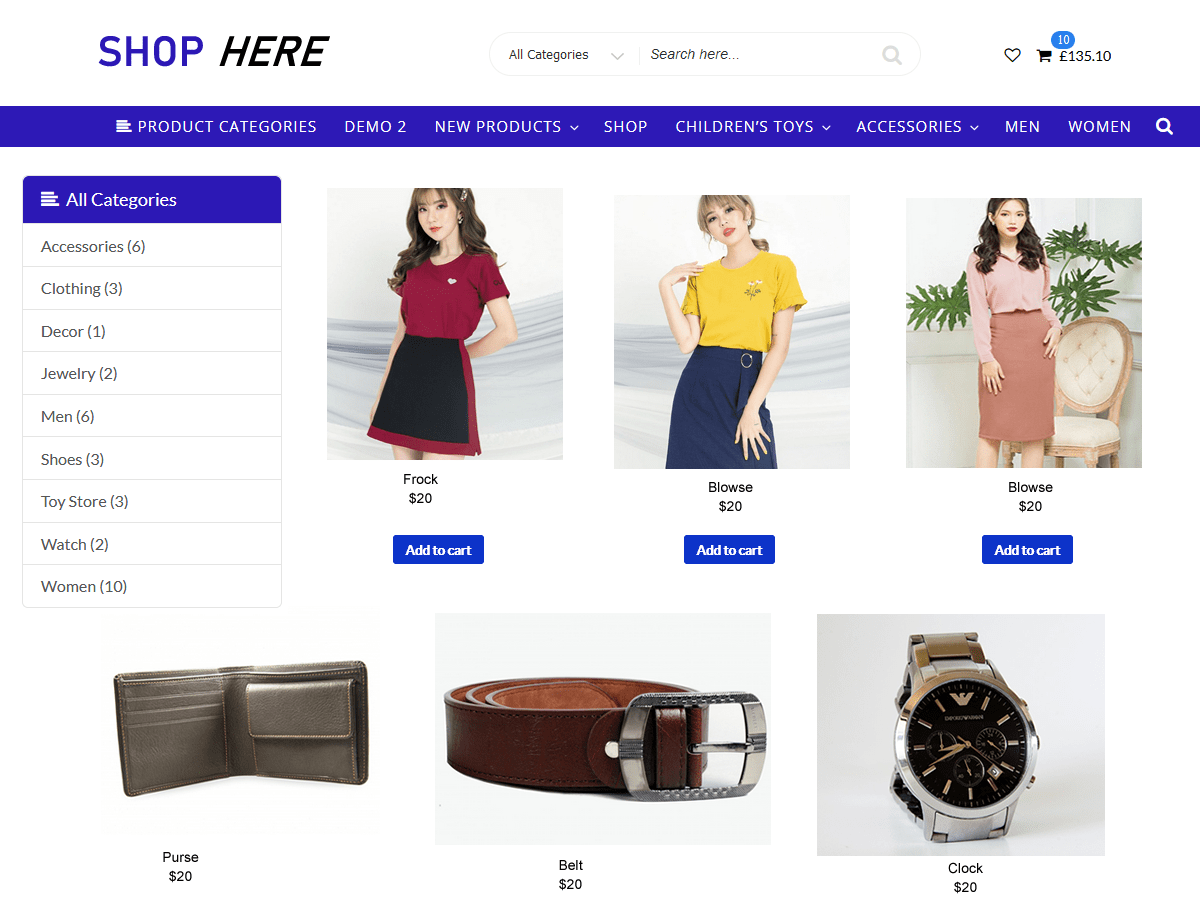 SHOP HERE
All Categories
Search here...
10
£135.10
PRODUCT CATEGORIES DEMO 2 NEW PRODUCTS SHOP CHILDREN’S TOYS ACCESSORIES MEN WOMEN
All Categories
Accessories (6)
Clothing (3)
Decor (1)
Jewelry (2)
Men (6)
Shoes (3)
Toy Store (3)
Watch (2)
Women (10)
Frock
$20
Add to cart
Blowse
$20
Add to cart
Blowse
$20
Add to cart
Purse
$20
Belt
$20
EMPORIO ARMANI
Clock
$20